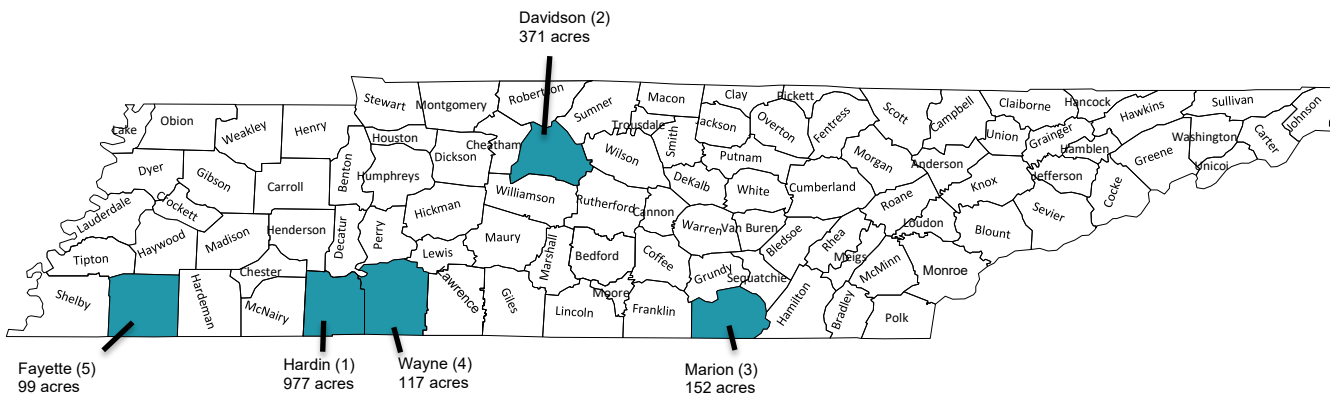 Davidson (2)
371 acres
Stewart
Montgomery
Robertson
Sumner
Macon
Clay
Pickett
Scott
Campbell
Claiborne
Hancock
Hawkins
Sullivan
Johnson
Lake
Obion
Weakley
Henry
Houston
Dickson
Cheatham
Trousdale
Smith
Jackson
Overton
Fentress
Union
Grainger
Hamblen
Greene
Washington
Unicoi
Carter
Dyer
Gibson
Carroll
Benton
Humphreys
Wilson
Putnam
Morgan
Anderson
Knox
Jefferson
Cocke
Lauderdale
Crockett
Williamson
Rutherford
Cannon
DeKalb
White
Cumberland
Roane
Loudon
Sevier
Blount
Haywood
Madison
Henderson
Decatur
Perry
Hickman
Maury
Marshall
Bedford
Coffee
Warren
Van Buren
Bledsoe
Rhea
Meigs
McMinn
Monroe
Tipton
Chester
Lewis
Grundy
Sequatchie
Shelby
Hardeman
McNairy
Lawrence
Giles
Lincoln
Moore
Franklin
Hamilton
Bradley
Polk
Fayette (5)
99 acres
Hardin (1)
977 acres
Wayne (4)
117 acres
Marion (3)
152 acres